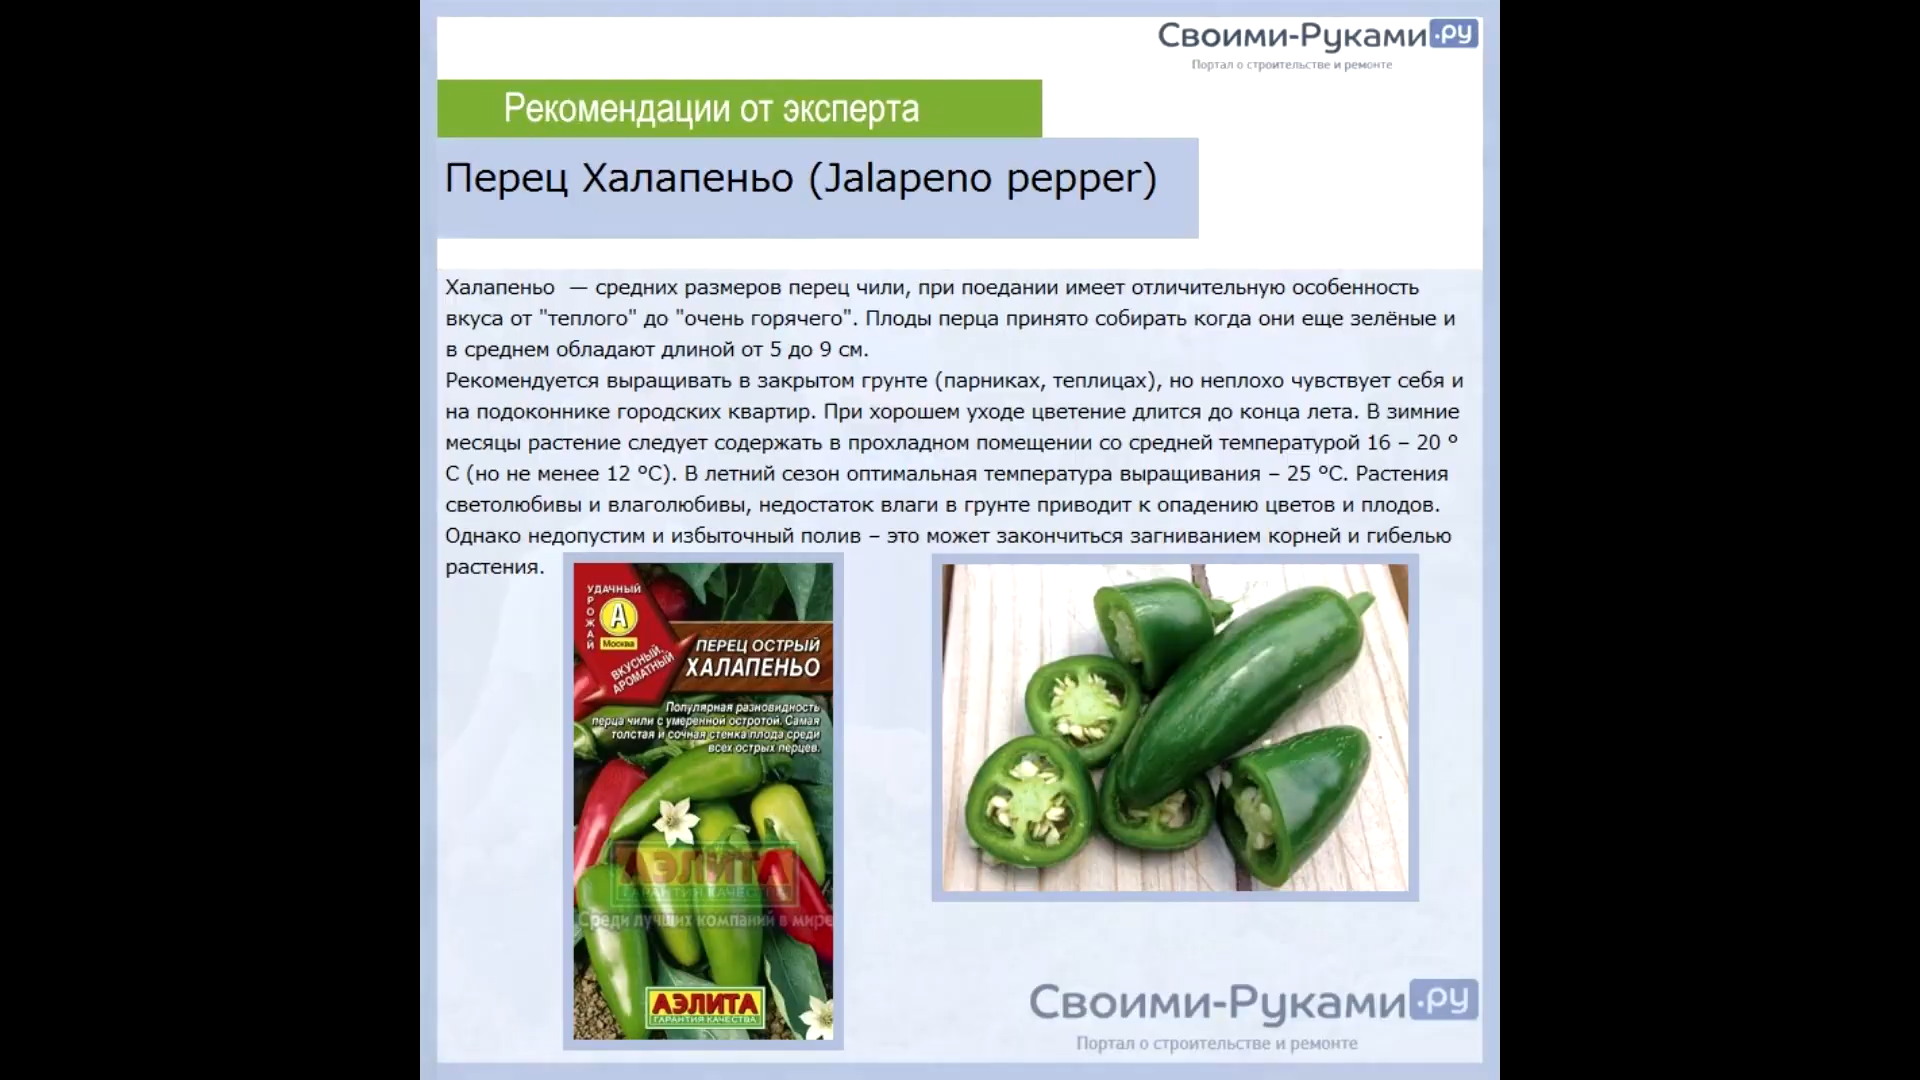 Своими-Руками.ру
Портал о строительстве и ремонте
Рекомендации от эксперта
Перец Халапеньо (Jalapeno pepper)
Халапеньо — средних размеров перец чили, при поедании имеет отличительную особенность
вкуса от "теплого" до "очень горячего". Плоды перца принято собирать когда они еще зелёные и
в среднем обладают длиной от 5 до 9 см.
Рекомендуется выращивать в закрытом грунте (парниках, теплицах), но неплохо чувствует себя и
на подоконнике городских квартир. При хорошем уходе цветение длится до конца лета. В зимние
месяцы растение следует содержать в прохладном помещении со средней температурой 16 – 20 º
С (но не менее 12 ºС). В летний сезон оптимальная температура выращивания – 25 ºС. Растения
светолюбивы и влаголюбивы, недостаток влаги в грунте приводит к опадению цветов и плодов.
Однако недопустим и избыточный полив – это может закончиться загниванием корней и гибелью
растения.
УДАЧНЫЙ
УРОЖАЙ
А
Москва
ВКУСНЫЙ,
АРОМАТНЫЙ
ПЕРЕЦ ОСТРЫЙ
ХАЛАПЕНЬО
Популярная разновидность
перца чили с умеренной остротой. Самая
толстая и сочная стенка плода среди
всех острых перцев.
АЭЛИТА
ГАРАНТИЯ КАЧЕСТВА
Среди лучших компаний в мире
АЭЛИТА
ГАРАНТИЯ КАЧЕСТВА
Своими-Руками.ру
Портал о строительстве и ремонте